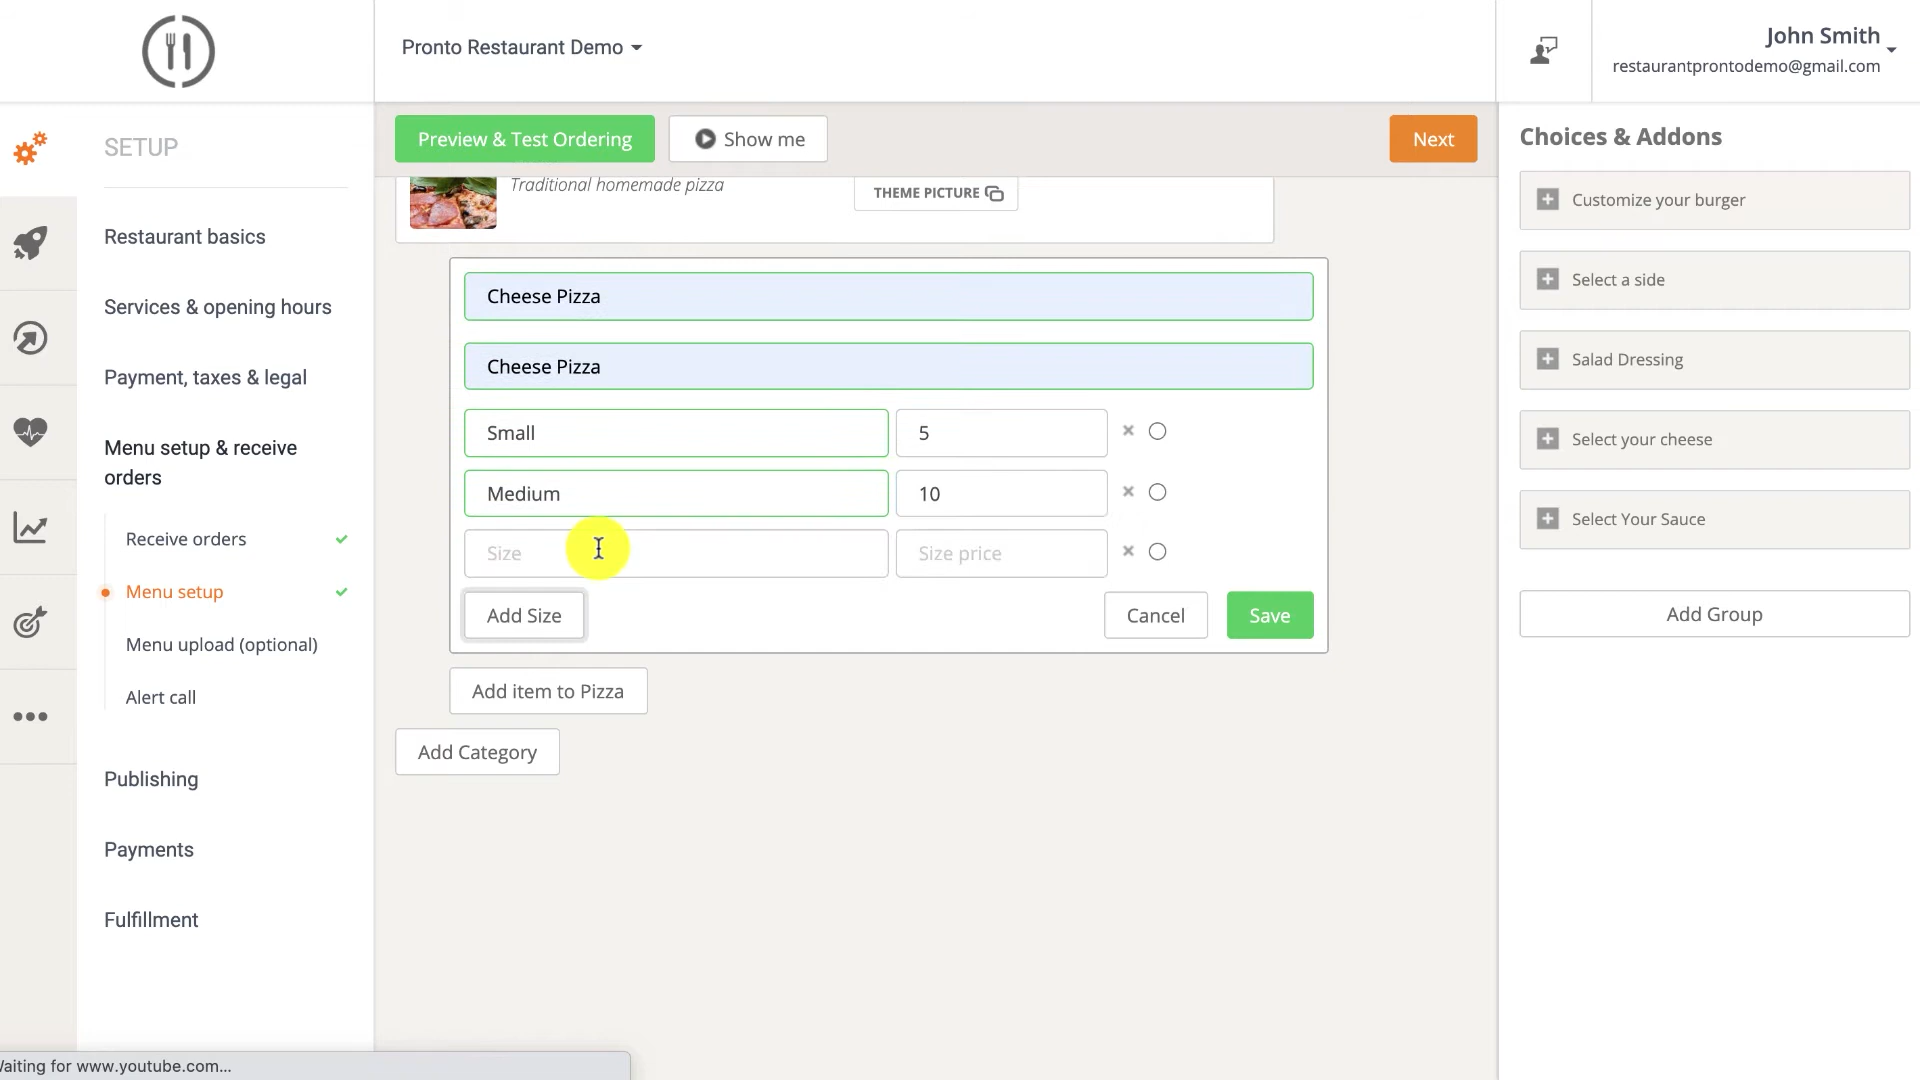 Pronto Restaurant Demo
John Smith
restaurantprontodemo@gmail.com
SETUP
Restaurant basics
Services & opening hours
Payment, taxes & legal
Menu setup & receive
orders
Receive orders
Menu setup
Menu upload (optional)
Alert call
Publishing
Payments
Fulfillment
Preview & Test Ordering
Show me
Next
Traditional homemade pizza
THEME PICTURE
Cheese Pizza
Cheese Pizza
Small
5
Medium
10
Size
Size price
Add Size
Cancel
Save
Add item to Pizza
Add Category
Choices & Addons
Customize your burger
Select a side
Salad Dressing
Select your cheese
Select Your Sauce
Add Group
Waiting for www.youtube.com...